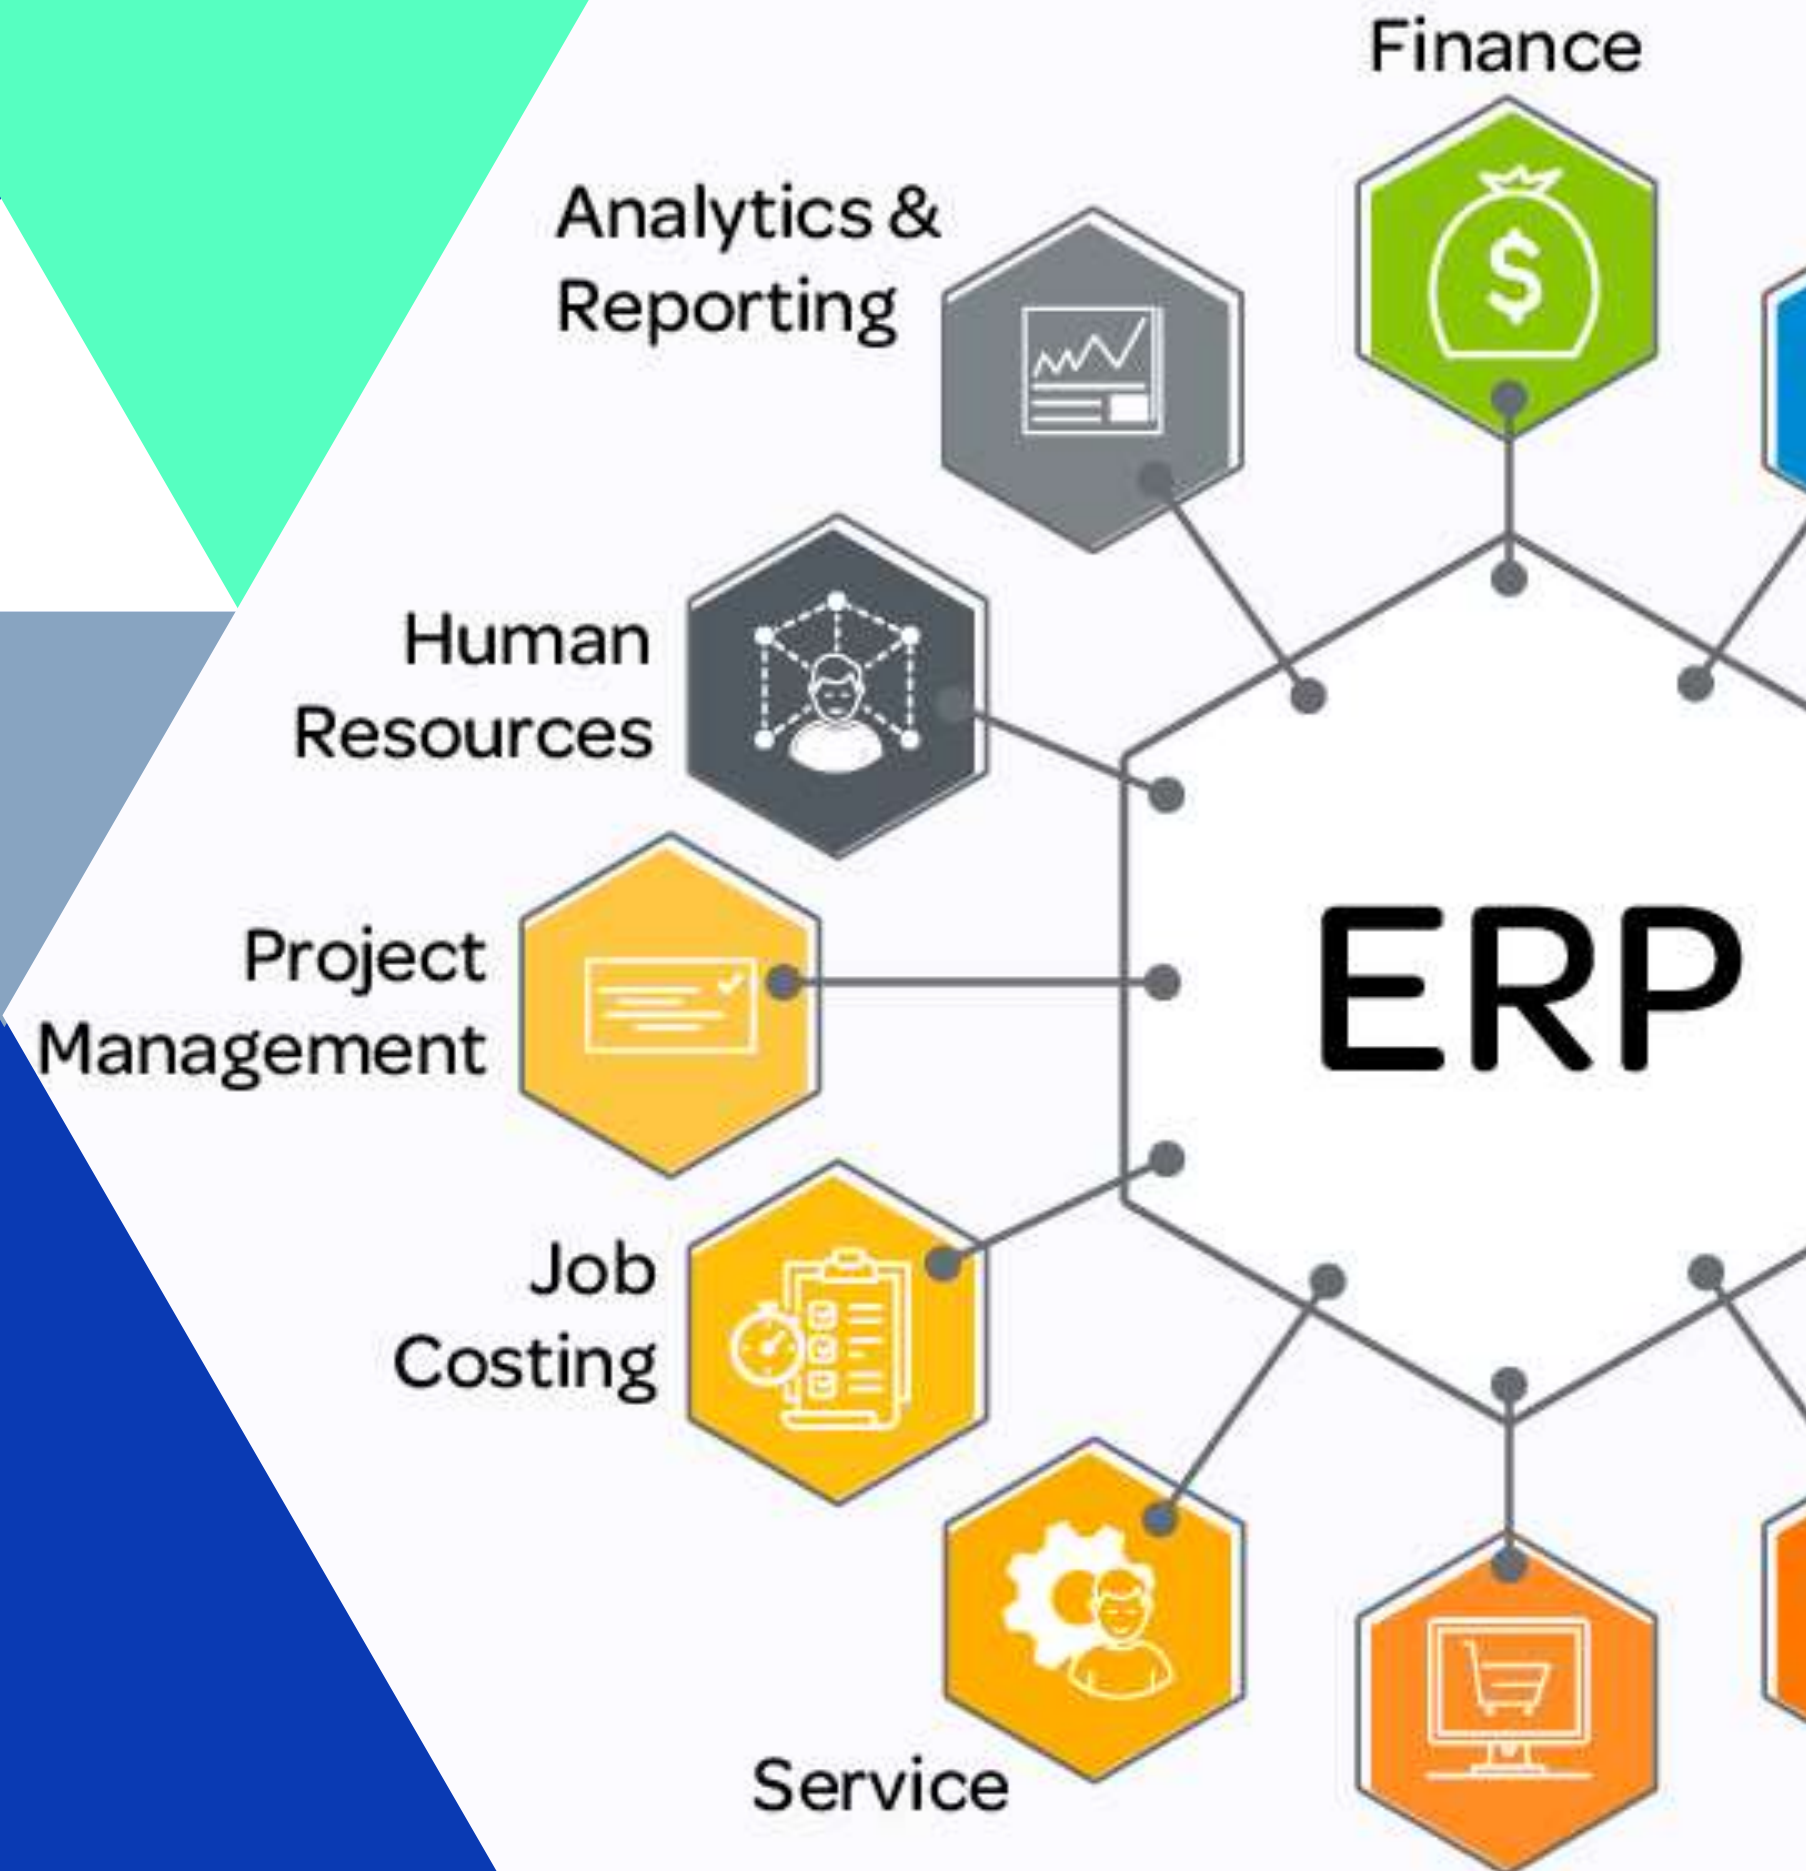 Finance
Analytics &
Reporting
Human
Resources
Project
Management
ERP
Job
Costing
Service